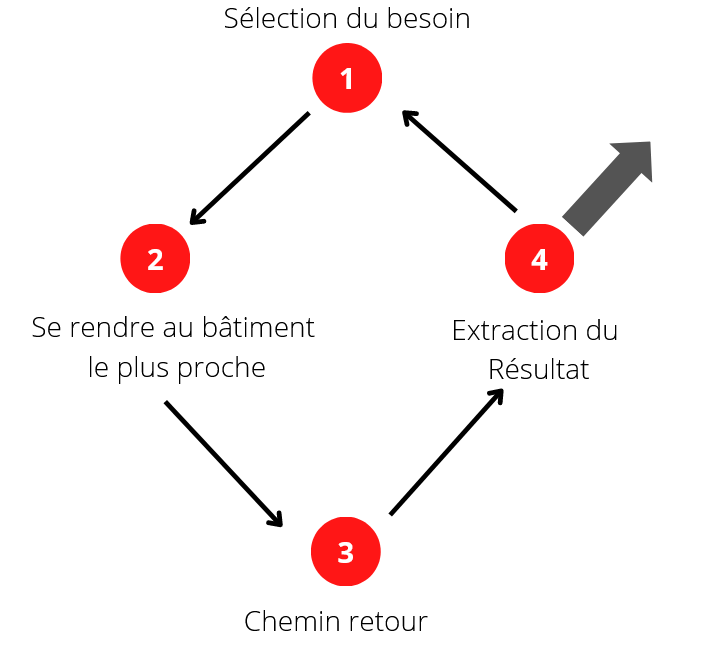 Sélection du besoin
1
2
Se rendre au bâtiment
le plus proche
3
Chemin retour
4
Extraction du
Résultat